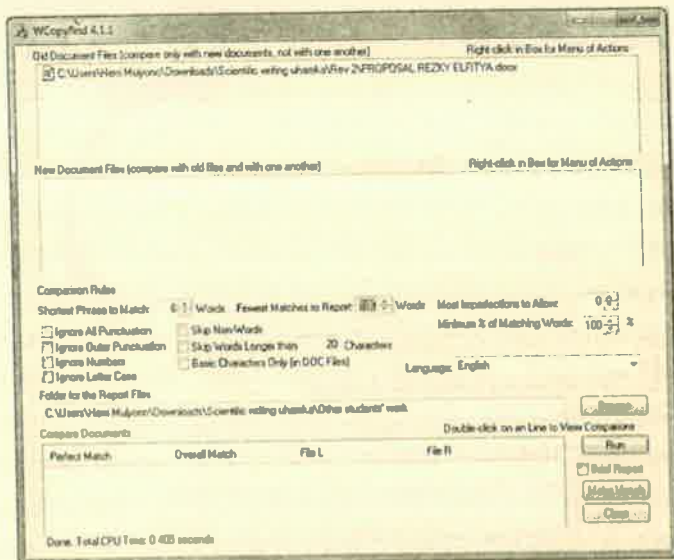 WCopyfind 4.1.1
Old Document Files (compare only with new documents, not with one another) Right-click in Box for Menu of Actions
C:\Users\Herri Mulyono\Downloads\Scientific writing uhamka\Rev 2\PROPOSAL REZKY ELFITYA.docx
New Document Files (compare with old files and with one another) Right-click in Box for Menu of Actions
Comparison Rules
Shortest Phrase to Match: 6 Words Fewest Matches to Report: Words Most Imperfections to Allow: 0
Ignore All Punctuation Skip Non-Words Minimum % of Matching Words: 100 %
Ignore Outer Punctuation Skip Words Longer than 20 Characters
Ignore Numbers Basic Characters Only (in DOC Files)
Ignore Letter Case Language: English
Folder for the Report Files
C:\Users\Herri Mulyono\Downloads\Scientific writing uhamka\Other students' work Browse
Compare Documents Double-click on an Line to View Comparisons
Perfect Match Overall Match File L File R Run
Brief Report
Make Vocab
Close
Done. Total CPU Time: 0.405 seconds